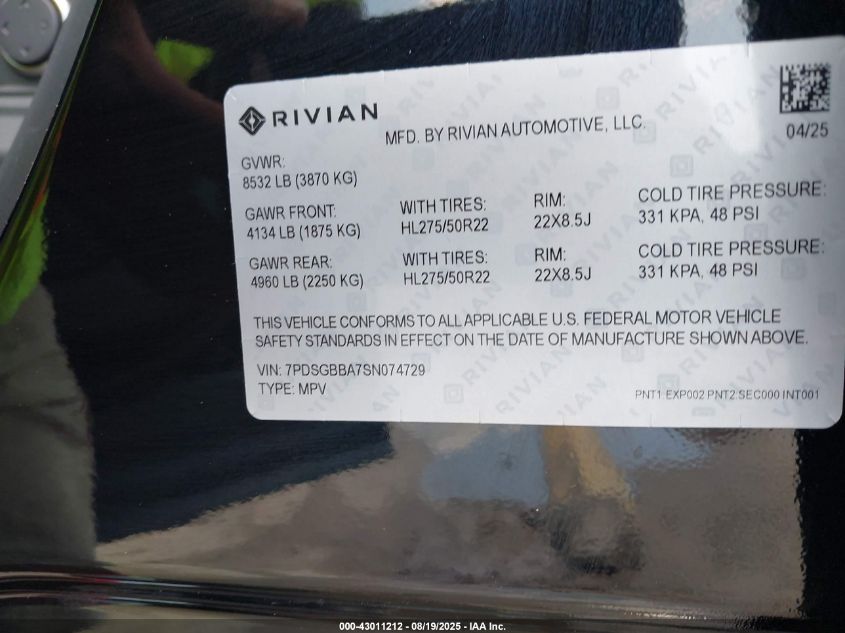 RIVIAN
MFD. BY RIVIAN AUTOMOTIVE, LLC.
04/25
GVWR:
8532 LB (3870 KG)
GAWR FRONT: WITH TIRES: RIM: COLD TIRE PRESSURE:
4134 LB (1875 KG) HL275/50R22 22X8.5J 331 KPA, 48 PSI
GAWR REAR: WITH TIRES: RIM: COLD TIRE PRESSURE:
4960 LB (2250 KG) HL275/50R22 22X8.5J 331 KPA, 48 PSI
THIS VEHICLE CONFORMS TO ALL APPLICABLE U.S. FEDERAL MOTOR VEHICLE
SAFETY STANDARDS IN EFFECT ON THE DATE OF MANUFACTURE SHOWN ABOVE.
VIN: 7PDSGBBA7SN074729
TYPE: MPV
PNT1:EXP002 PNT2:SEC000 INT001
000-43011212 - 08/19/2025 - IAA Inc.